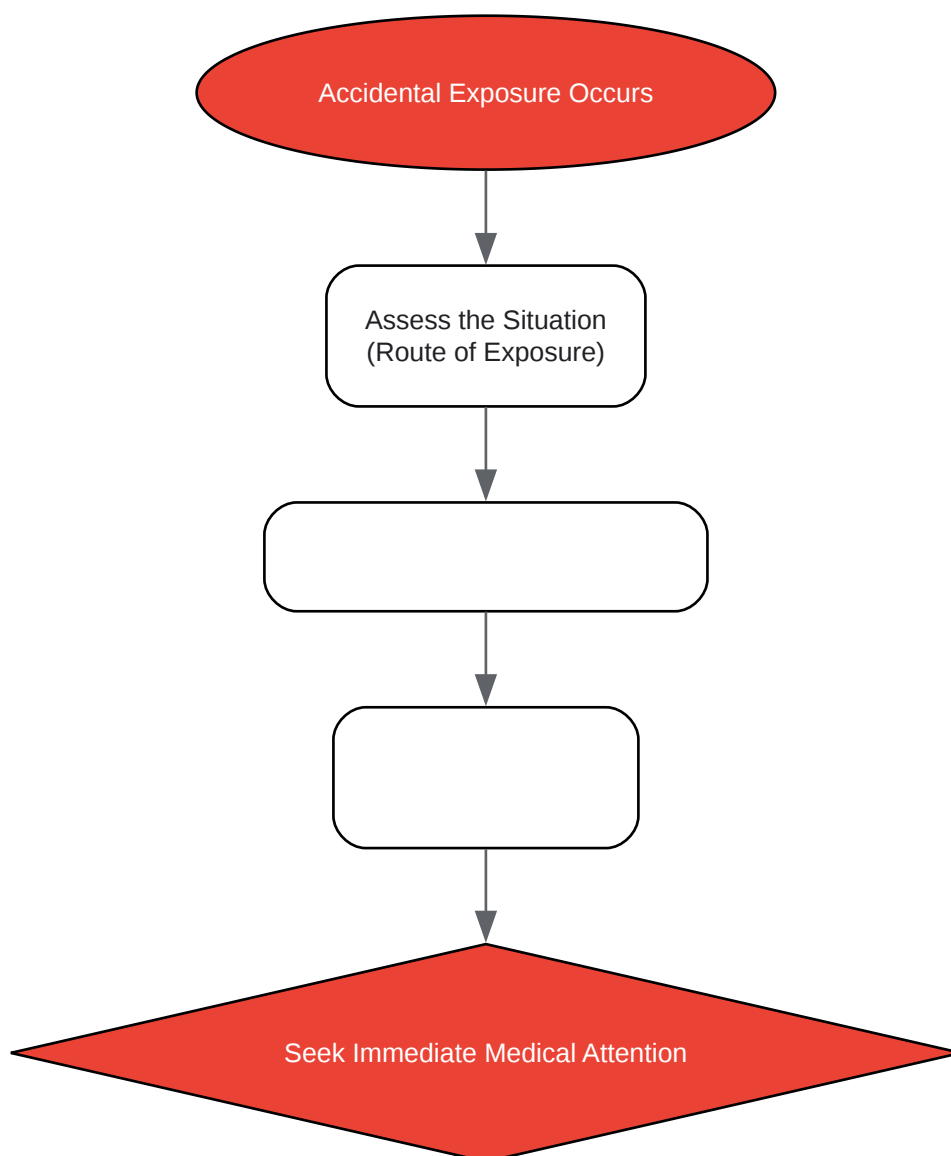 Accidental Exposure Occurs
Assess the Situation
(Route of Exposure)
Seek Immediate Medical Attention